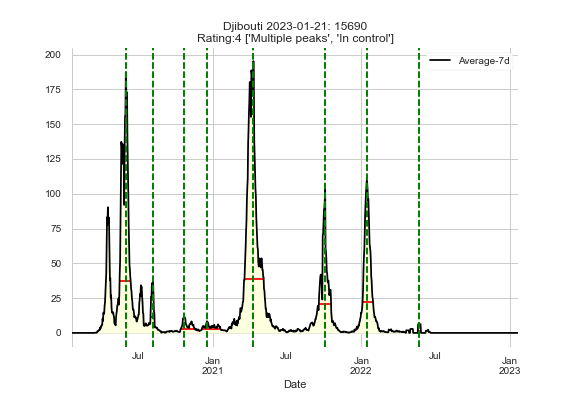 Djibouti 2023-01-21: 15690
Rating:4 ['Multiple peaks', 'In control']
Average-7d
200
175
150
125
100
75
50
25
0
Jul
Jan
2021
Jul
Jan
2022
Jul
Jan
2023
Date